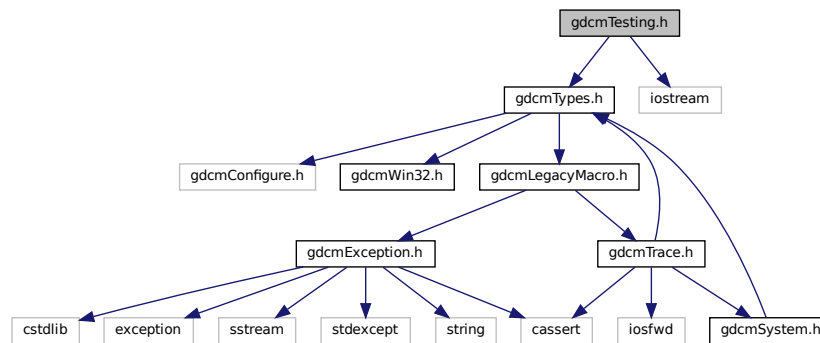 gdcmTesting.h
gdcmTypes.h
iostream
gdcmConfigure.h
gdcmWin32.h
gdcmLegacyMacro.h
gdcmException.h
gdcmTrace.h
cstdlib
exception
sstream
stdexcept
string
cassert
iosfwd
gdcmSystem.h